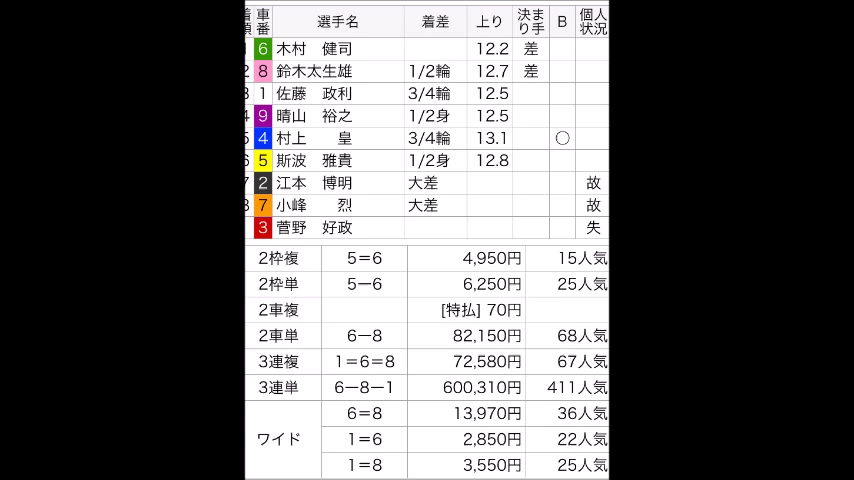 着順 車番 選手名 着差 上り 決まり手 B 個人状況
1 6 木村 健司 12.2 差
2 8 鈴木太生雄 1/2輪 12.7 差
3 1 佐藤 政利 3/4輪 12.5
4 9 晴山 裕之 1/2身 12.5
5 4 村上 皇 3/4輪 13.1 ○
6 5 斯波 雅貴 1/2身 12.8
7 2 江本 博明 大差 故
8 7 小峰 烈 大差 故
3 菅野 好政 失
2枠複 5=6 4,950円 15人気
2枠単 5ー6 6,250円 25人気
2車複 [特払] 70円
2車単 6ー8 82,150円 68人気
3連複 1=6=8 72,580円 67人気
3連単 6ー8ー1 600,310円 411人気
ワイド 6=8 13,970円 36人気
1=6 2,850円 22人気
1=8 3,550円 25人気